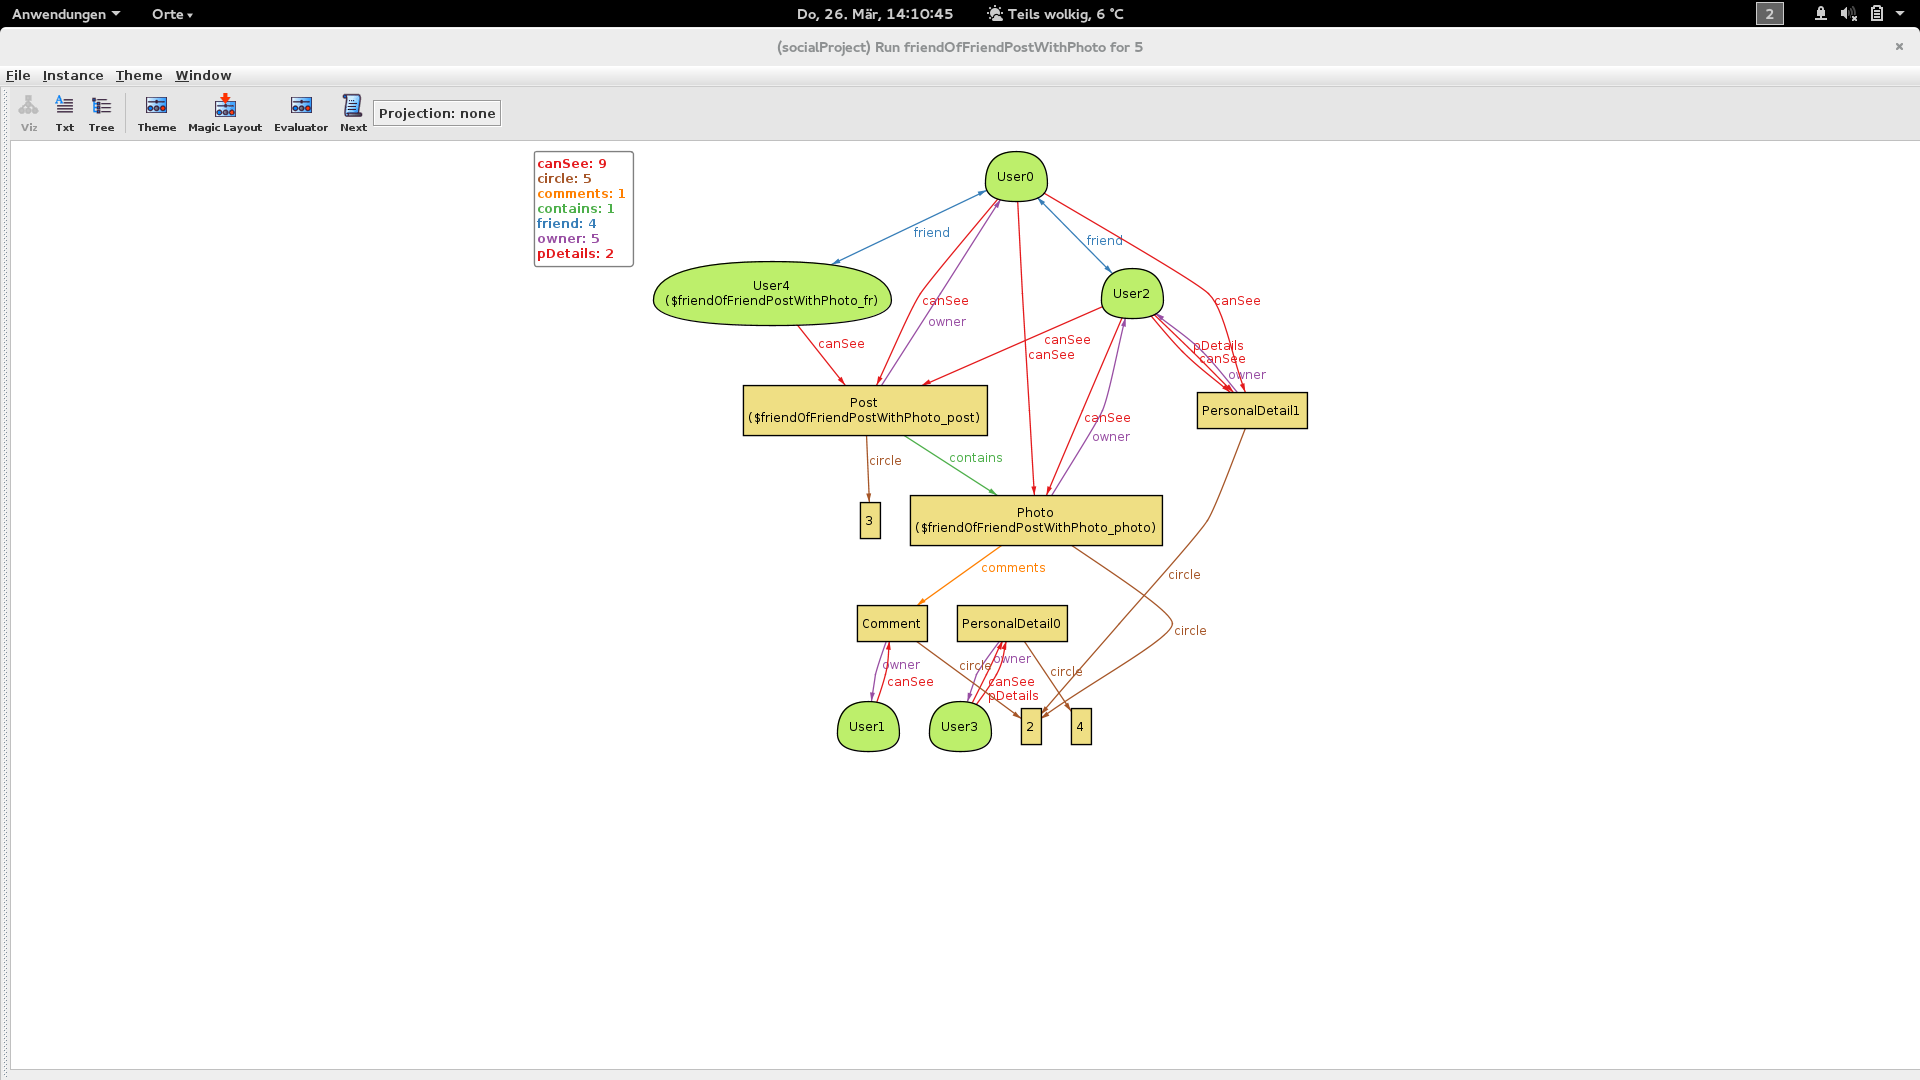 Anwendungen Orte Do, 26. Mär, 14:10:45 Teils wolkig, 6 °C 2
(socialProject) Run friendOfFriendPostWithPhoto for 5 ×
File Instance Theme Window
Viz Txt Tree Theme Magic Layout Evaluator Next Projection: none
canSee: 9
circle: 5
comments: 1
contains: 1
friend: 4
owner: 5
pDetails: 2
User0
friend
friend
User4
($friendOfFriendPostWithPhoto_fr)
User2
canSee
canSee
owner
canSee
canSee
canSee
pDetails
canSee
owner
Post
($friendOfFriendPostWithPhoto_post)
PersonalDetail1
canSee
owner
circle
contains
3
Photo
($friendOfFriendPostWithPhoto_photo)
comments
circle
Comment
PersonalDetail0
circle
owner
canSee
circle
owner
canSee
pDetails
circle
User1
User3
2
4